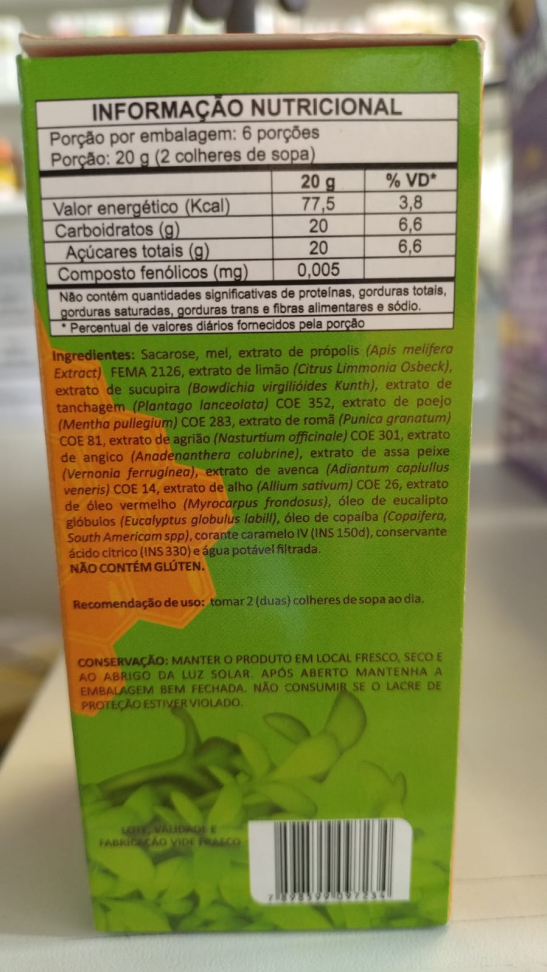 INFORMAÇÃO NUTRICIONAL
Porção por embalagem: 6 porções
Porção: 20 g (2 colheres de sopa)
20 g % VD*
Valor energético (Kcal) 77,5 3,8
Carboidratos (g) 20 6,6
Açúcares totais (g) 20 6,6
Composto fenólicos (mg) 0,005
Não contém quantidades significativas de proteínas, gorduras totais,
gorduras saturadas, gorduras trans e fibras alimentares e sódio.
* Percentual de valores diários fornecidos pela porção
Ingredientes: Sacarose, mel, extrato de própolis (Apis melifera
Extract) FEMA 2126, extrato de limão (Citrus Limmonia Osbeck),
extrato de sucupira (Bowdichia virgilióides Kunth), extrato de
tanchagem (Plantago lanceolata) COE 352, extrato de poejo
(Mentha pullegium) COE 283, extrato de romã (Punica granatum)
COE 81, extrato de agrião (Nasturtium officinale) COE 301, extrato
de angico (Anadenanthera colubrine), extrato de assa peixe
(Vernonia ferrugínea), extrato de avenca (Adiantum capiullus
veneris) COE 14, extrato de alho (Allium sativum) COE 26, extrato
de óleo vermelho (Myrocarpus frondosus), óleo de eucalipto
glóbulos (Eucalyptus globulus labill), óleo de copaíba (Copaifera,
South Americam spp), corante caramelo IV (INS 150d), conservante
ácido cítrico (INS 330) e água potável filtrada.
NÃO CONTÉM GLÚTEN.
Recomendação de uso: tomar 2 (duas) colheres de sopa ao dia.
CONSERVAÇÃO: MANTER O PRODUTO EM LOCAL FRESCO, SECO E
AO ABRIGO DA LUZ SOLAR. APÓS ABERTO MANTENHA A
EMBALAGEM BEM FECHADA. NÃO CONSUMIR SE O LACRE DE
PROTEÇÃO ESTIVER VIOLADO.
LOTE, VALIDADE E
FABRICAÇÃO VIDE FRASCO